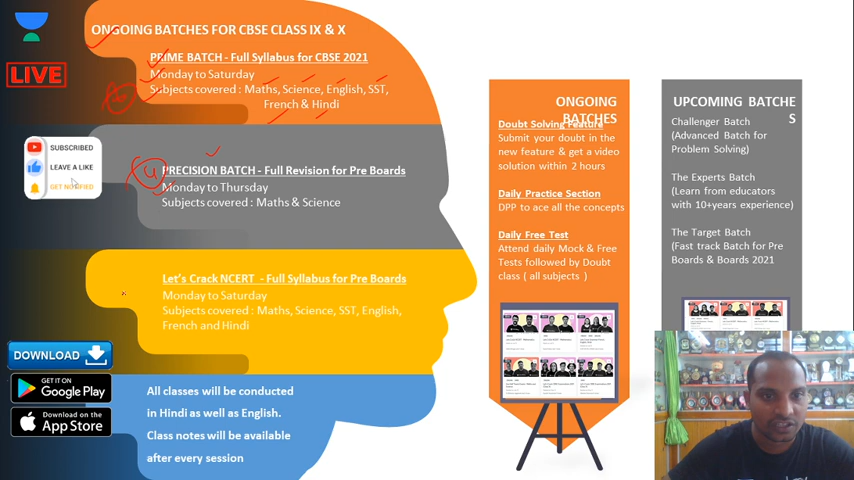 ONGOING BATCHES FOR CBSE CLASS IX & X
LIVE
PRIME BATCH - Full Syllabus for CBSE 2021
Monday to Saturday
Subjects covered : Maths, Science, English, SST,
French & Hindi
SUBSCRIBED
LEAVE A LIKE
GET NOTIFIED
PRECISION BATCH - Full Revision for Pre Boards
Monday to Thursday
Subjects covered : Maths & Science
Let's Crack NCERT - Full Syllabus for Pre Boards
Monday to Saturday
Subjects covered : Maths, Science, SST, English,
French and Hindi
DOWNLOAD
GET IT ON
Google Play
Download on the
App Store
All classes will be conducted
in Hindi as well as English.
Class notes will be available
after every session
ONGOING
BATCHES
Doubt Solving Feature
Submit your doubt in the
new feature & get a video
solution within 2 hours
Daily Practice Section
DPP to ace all the concepts
Daily Free Test
Attend daily Mock & Free
Tests followed by Doubt
class ( all subjects )
UPCOMING BATCHE
S
Challenger Batch
(Advanced Batch for
Problem Solving)
The Experts Batch
(Learn from educators
with 10+years experience)
The Target Batch
(Fast track Batch for Pre
Boards & Boards 2021